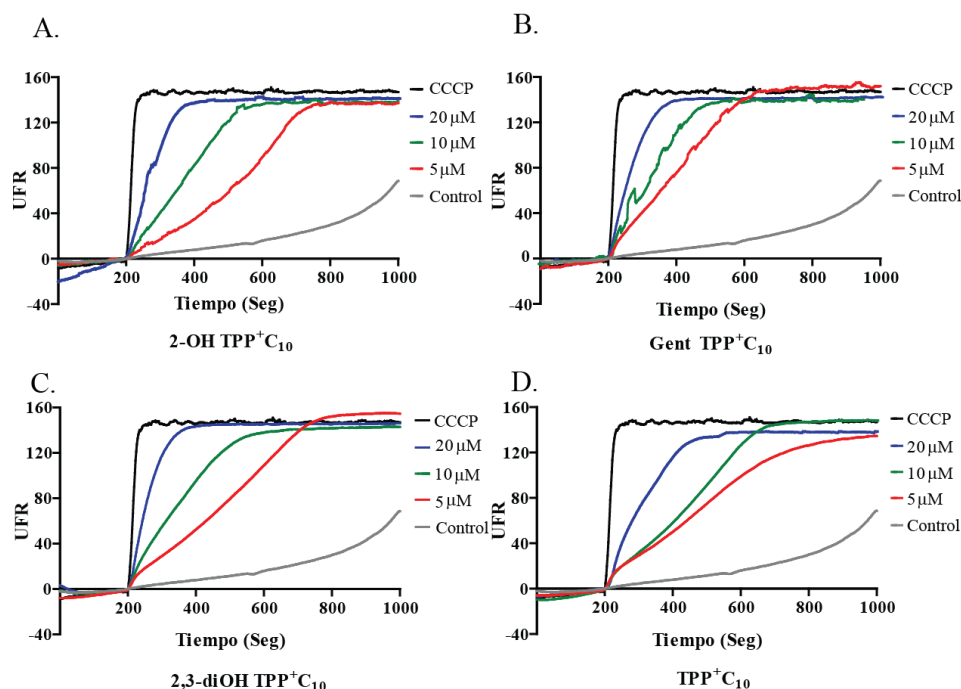 A.
160
120
80
40
0
-40
UFR
200
400
600
800
1000
Tiempo (Seg)
CCCP
20 μM
10 μM
5 μM
Control
2-OH TPP⁺C₁₀
B.
160
120
80
40
0
-40
UFR
200
400
600
800
1000
Tiempo (Seg)
CCCP
20 μM
10 μM
5 μM
Control
Gent TPP⁺C₁₀
C.
160
120
80
40
0
-40
UFR
200
400
600
800
1000
Tiempo (Seg)
CCCP
20 μM
10 μM
5 μM
Control
2,3-diOH TPP⁺C₁₀
D.
160
120
80
40
0
-40
UFR
200
400
600
800
1000
Tiempo (Seg)
CCCP
20 μM
10 μM
5 μM
Control
TPP⁺C₁₀